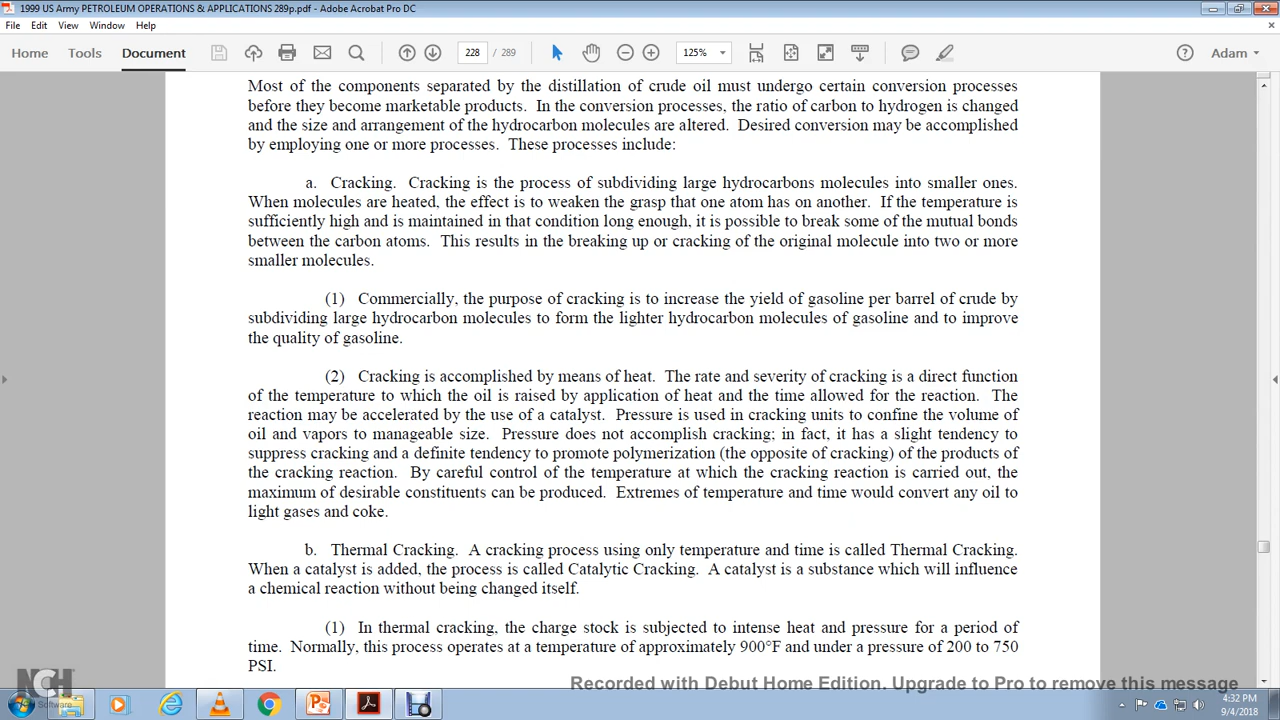 1999 US Army PETROLEUM OPERATIONS & APPLICATIONS 289p.pdf - Adobe Acrobat Pro DC
File Edit View Window Help
Home Tools Document 228 / 289 125% Adam
Most of the components separated by the distillation of crude oil must undergo certain conversion processes
before they become marketable products. In the conversion processes, the ratio of carbon to hydrogen is changed
and the size and arrangement of the hydrocarbon molecules are altered. Desired conversion may be accomplished
by employing one or more processes. These processes include:
a. Cracking. Cracking is the process of subdividing large hydrocarbons molecules into smaller ones.
When molecules are heated, the effect is to weaken the grasp that one atom has on another. If the temperature is
sufficiently high and is maintained in that condition long enough, it is possible to break some of the mutual bonds
between the carbon atoms. This results in the breaking up or cracking of the original molecule into two or more
smaller molecules.
(1) Commercially, the purpose of cracking is to increase the yield of gasoline per barrel of crude by
subdividing large hydrocarbon molecules to form the lighter hydrocarbon molecules of gasoline and to improve
the quality of gasoline.
(2) Cracking is accomplished by means of heat. The rate and severity of cracking is a direct function
of the temperature to which the oil is raised by application of heat and the time allowed for the reaction. The
reaction may be accelerated by the use of a catalyst. Pressure is used in cracking units to confine the volume of
oil and vapors to manageable size. Pressure does not accomplish cracking; in fact, it has a slight tendency to
suppress cracking and a definite tendency to promote polymerization (the opposite of cracking) of the products of
the cracking reaction. By careful control of the temperature at which the cracking reaction is carried out, the
maximum of desirable constituents can be produced. Extremes of temperature and time would convert any oil to
light gases and coke.
b. Thermal Cracking. A cracking process using only temperature and time is called Thermal Cracking.
When a catalyst is added, the process is called Catalytic Cracking. A catalyst is a substance which will influence
a chemical reaction without being changed itself.
(1) In thermal cracking, the charge stock is subjected to intense heat and pressure for a period of
time. Normally, this process operates at a temperature of approximately 900°F and under a pressure of 200 to 750
PSI.
Recorded with Debut Home Edition. Upgrade to Pro to remove this message
NCH Software
4:32 PM
9/4/2018